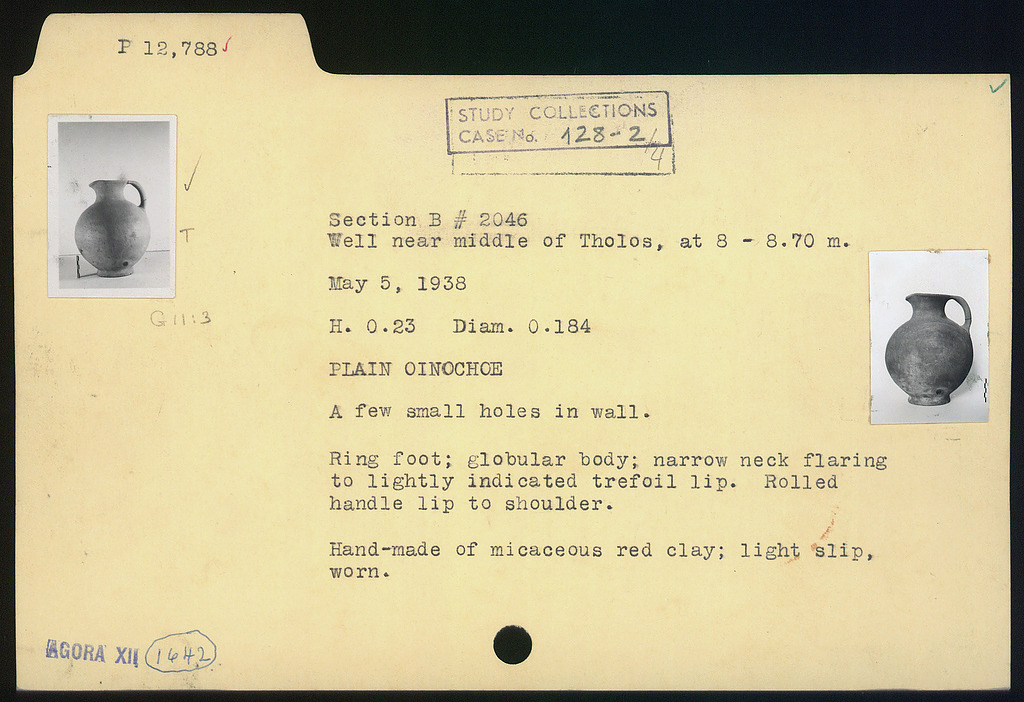 P 12,788
STUDY COLLECTIONS
CASE No. 128-2/4
T
G 11:3
Section B # 2046
Well near middle of Tholos, at 8 - 8.70 m.
May 5, 1938
H. 0.23 Diam. 0.184
PLAIN OINOCHOE
A few small holes in wall.
Ring foot; globular body; narrow neck flaring
to lightly indicated trefoil lip. Rolled
handle lip to shoulder.
Hand-made of micaceous red clay; light slip,
worn.
AGORA XII 1642